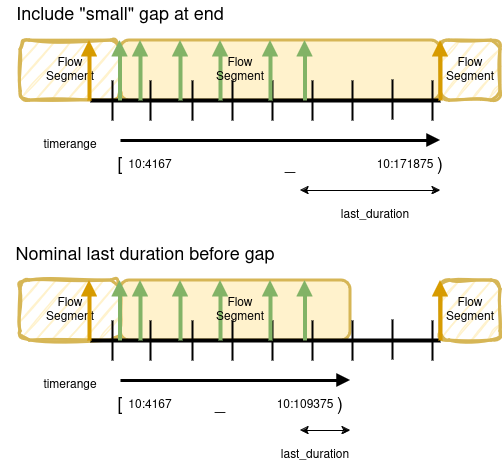 Include "small" gap at end
Flow Segment
Flow Segment
Flow Segment
timerange
[ 10:4167 _ 10:171875 )
last_duration
Nominal last duration before gap
Flow Segment
Flow Segment
Flow Segment
timerange
[ 10:4167 _ 10:109375 )
last_duration